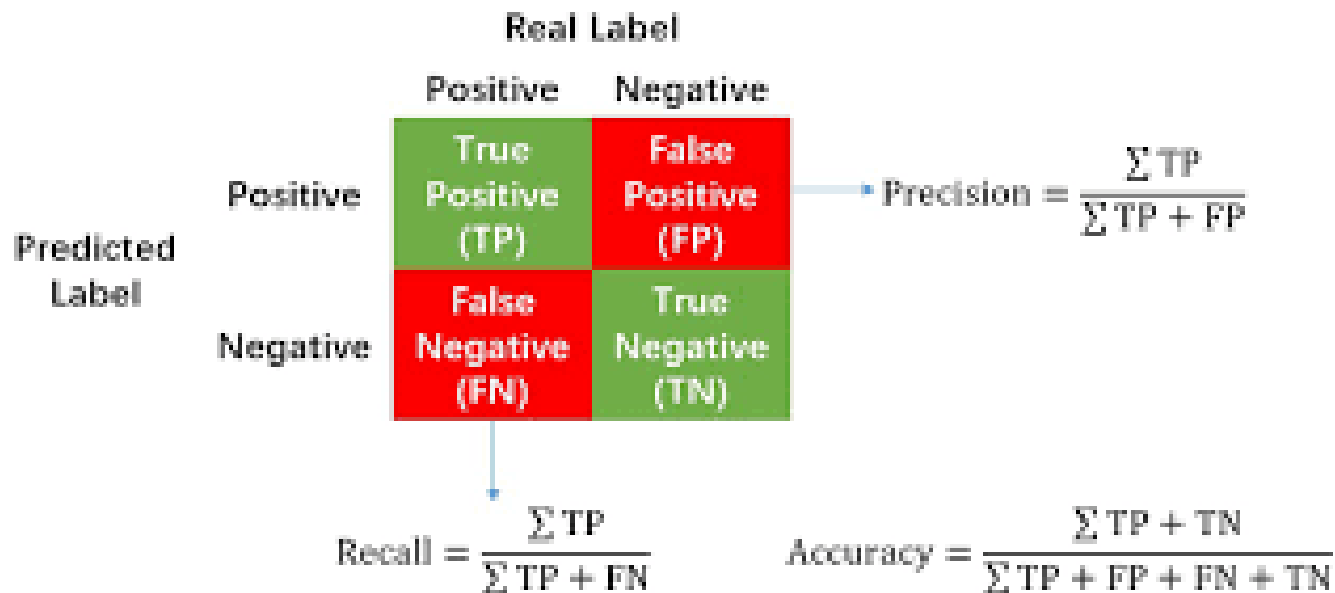 Real Label
Positive Negative
True
Positive
(TP)
False
Positive
(FP)
Positive
Precision = ∑ TP / ∑ TP + FP
Predicted
Label
False
Negative
(FN)
True
Negative
(TN)
Negative
Recall = ∑ TP / ∑ TP + FN
Accuracy = ∑ TP + TN / ∑ TP + FP + FN + TN